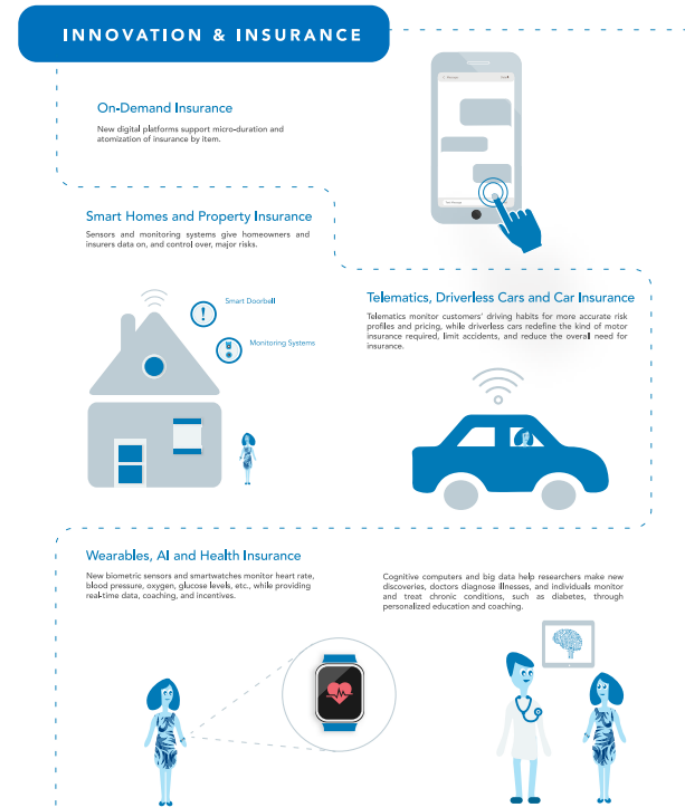 INNOVATION & INSURANCE
On-Demand Insurance
New digital platforms support micro-duration and
atomization of insurance by item.
Smart Homes and Property Insurance
Sensors and monitoring systems give homeowners and
insurers data on, and control over, major risks.
Smart Doorbell
Monitoring Systems
Telematics, Driverless Cars and Car Insurance
Telematics monitor customers' driving habits for more accurate risk
profiles and pricing, while driverless cars redefine the kind of motor
insurance required, limit accidents, and reduce the overall need for
insurance.
Wearables, AI and Health Insurance
New biometric sensors and smartwatches monitor heart rate,
blood pressure, oxygen, glucose levels, etc., while providing
real-time data, coaching, and incentives.
Cognitive computers and big data help researchers make new
discoveries, doctors diagnose illnesses, and individuals monitor
and treat chronic conditions, such as diabetes, through
personalized education and coaching.